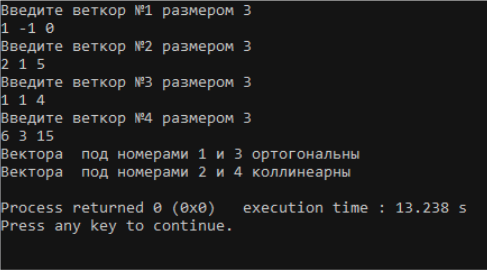 Введите веткор №1 размером 3
1 -1 0
Введите веткор №2 размером 3
2 1 5
Введите веткор №3 размером 3
1 1 4
Введите веткор №4 размером 3
6 3 15
Вектора  под номерами 1 и 3 ортогональны
Вектора  под номерами 2 и 4 коллинеарны
Process returned 0 (0x0)   execution time : 13.238 s
Press any key to continue.